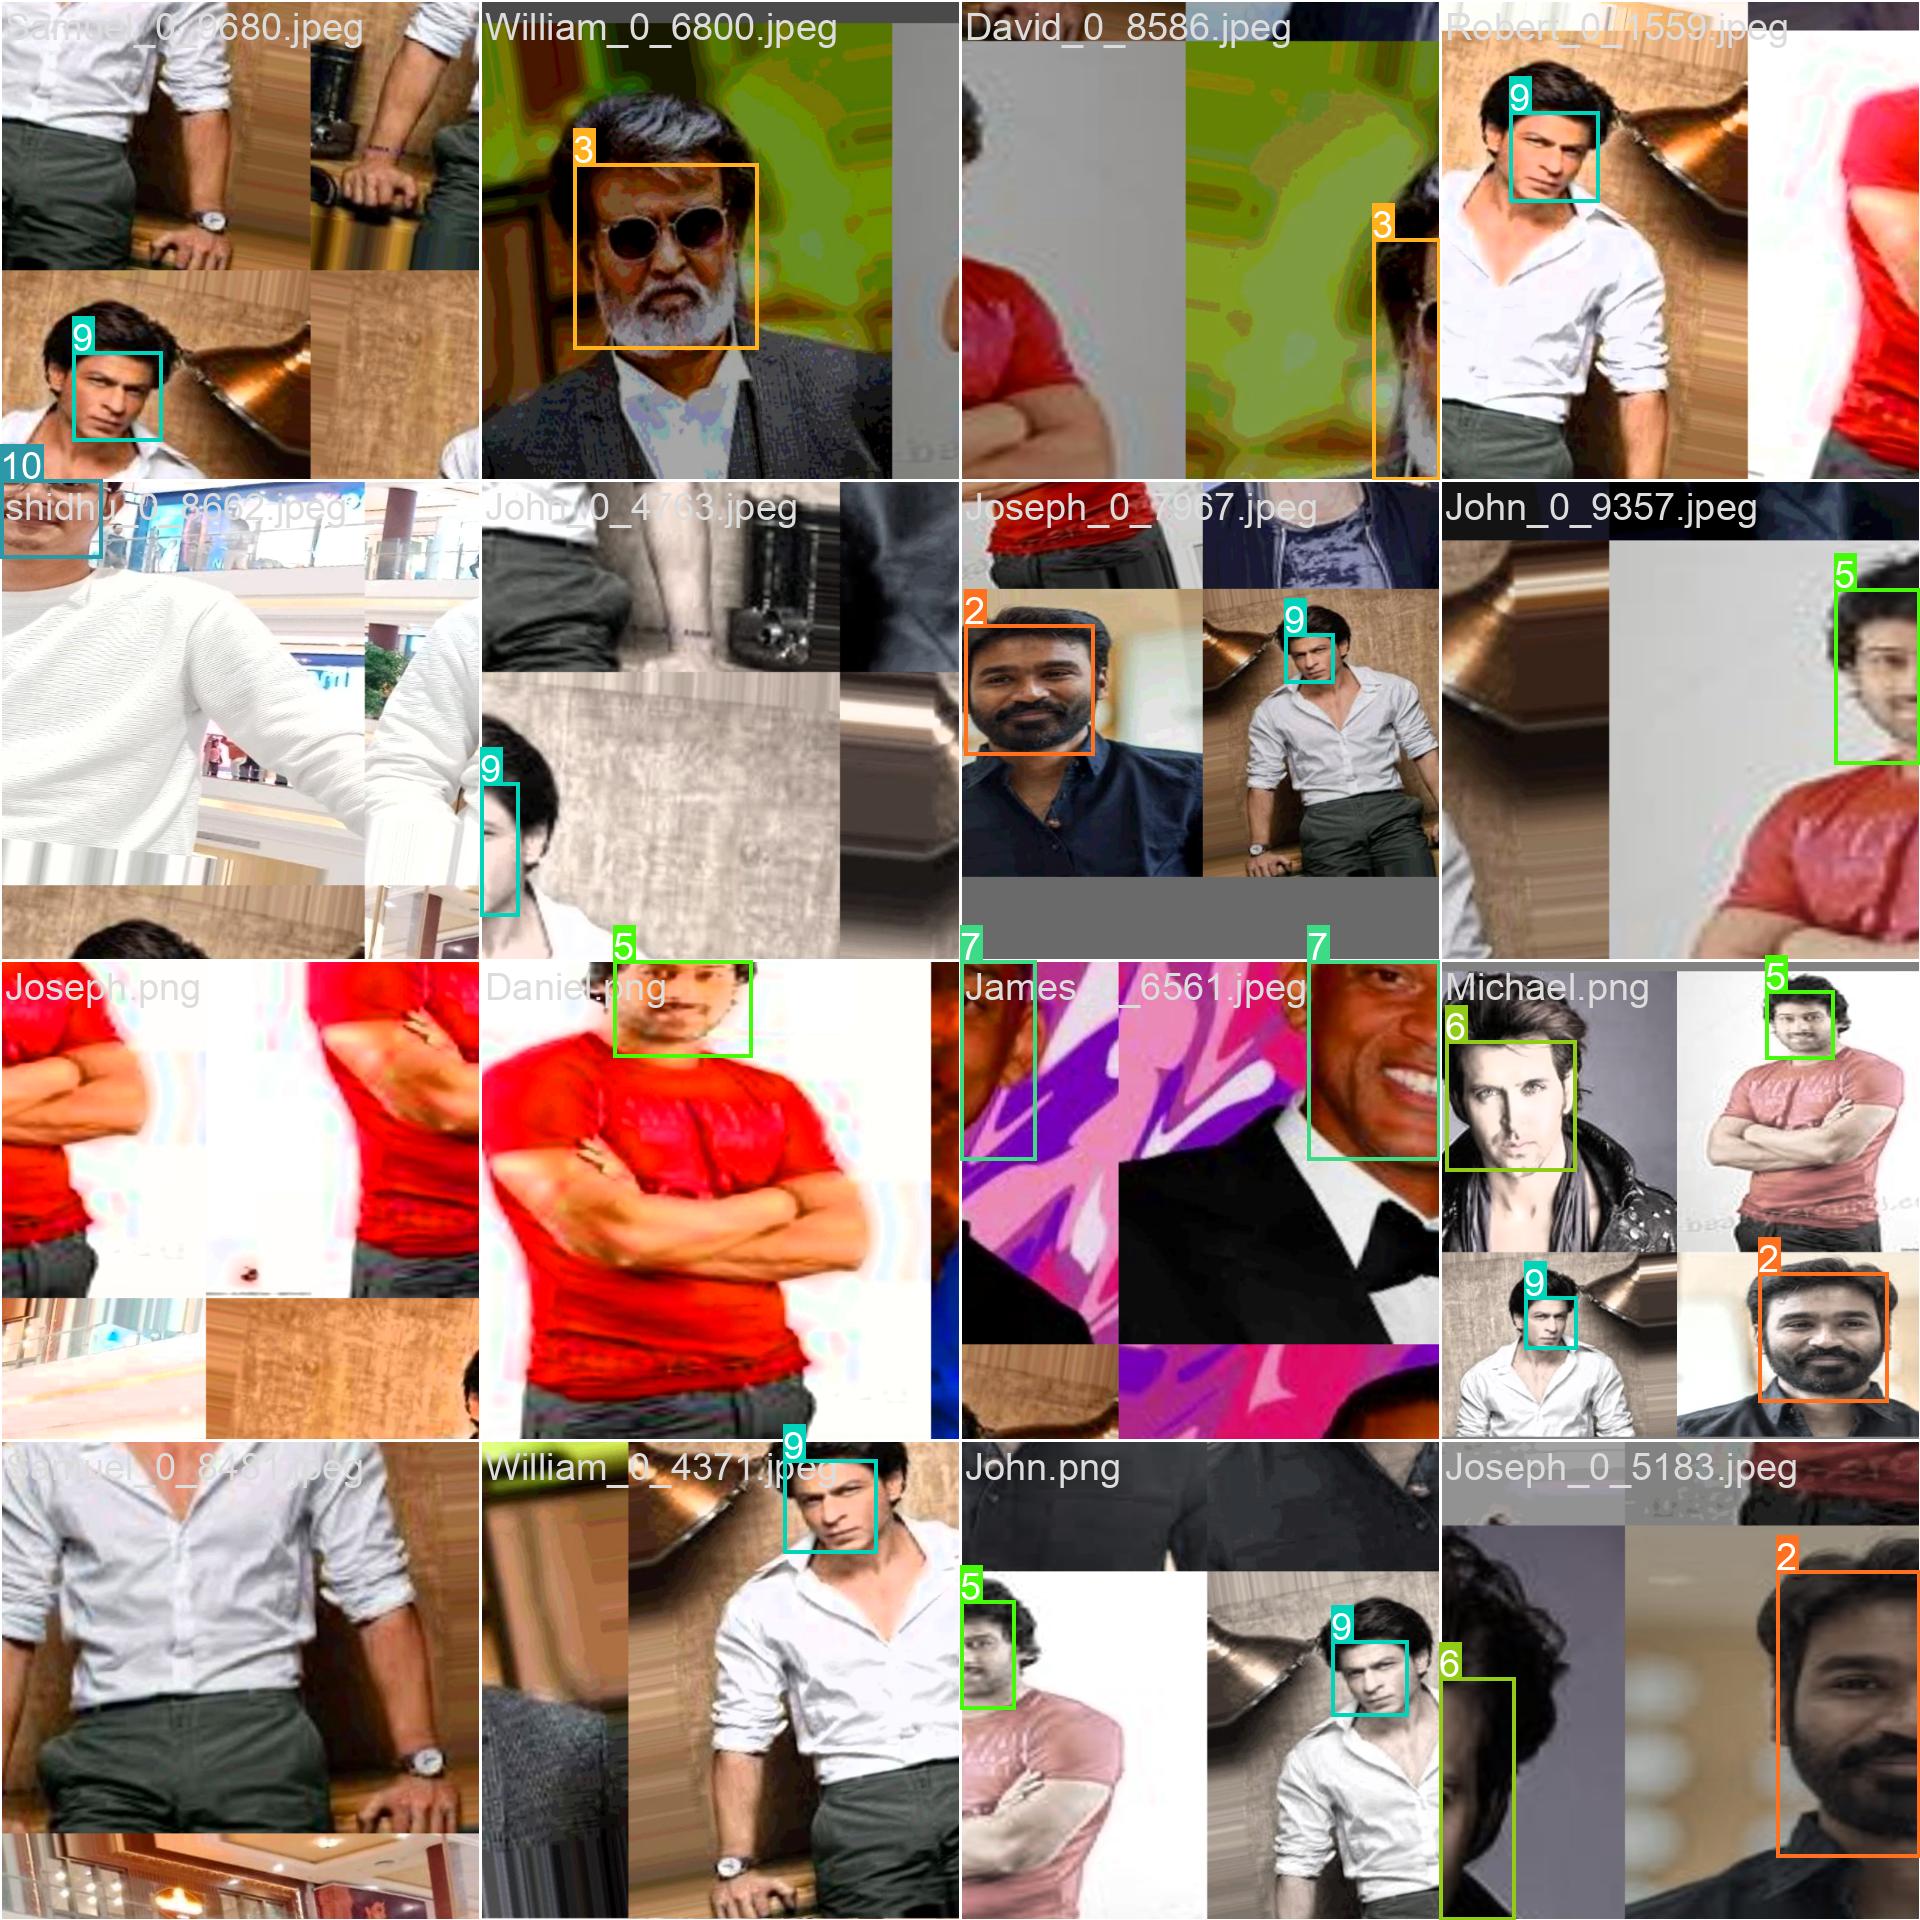 Samuel_0_9680.jpeg
William_0_6800.jpeg
David_0_8586.jpeg
Robert_0_1559.jpeg
9
3
3
9
10
shidhu_0_8662.jpeg
John_0_4763.jpeg
Joseph_0_7967.jpeg
John_0_9357.jpeg
9
2
9
5
Joseph.png
Daniel.png
James_0_6561.jpeg
Michael.png
5
7
7
6
5
9
2
Samuel_0_8481.jpeg
William_0_4371.jpeg
John.png
Joseph_0_5183.jpeg
9
5
9
6
2